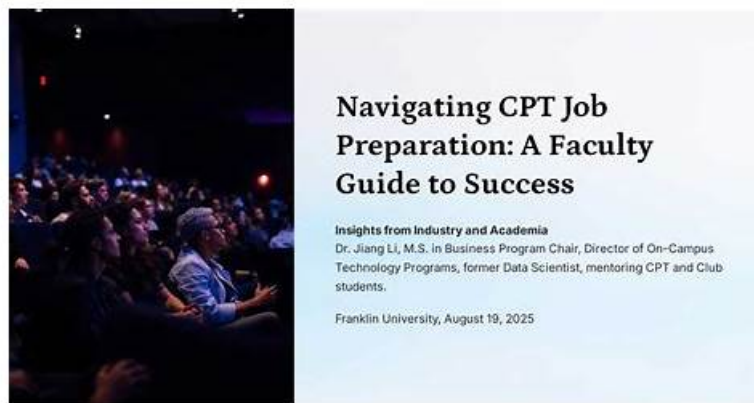 Navigating CPT Job
Preparation: A Faculty
Guide to Success
Insights from Industry and Academia
Dr. Jiang Li, M.S. in Business Program Chair, Director of On-Campus
Technology Programs, former Data Scientist, mentoring CPT and Club
students.
Franklin University, August 19, 2025